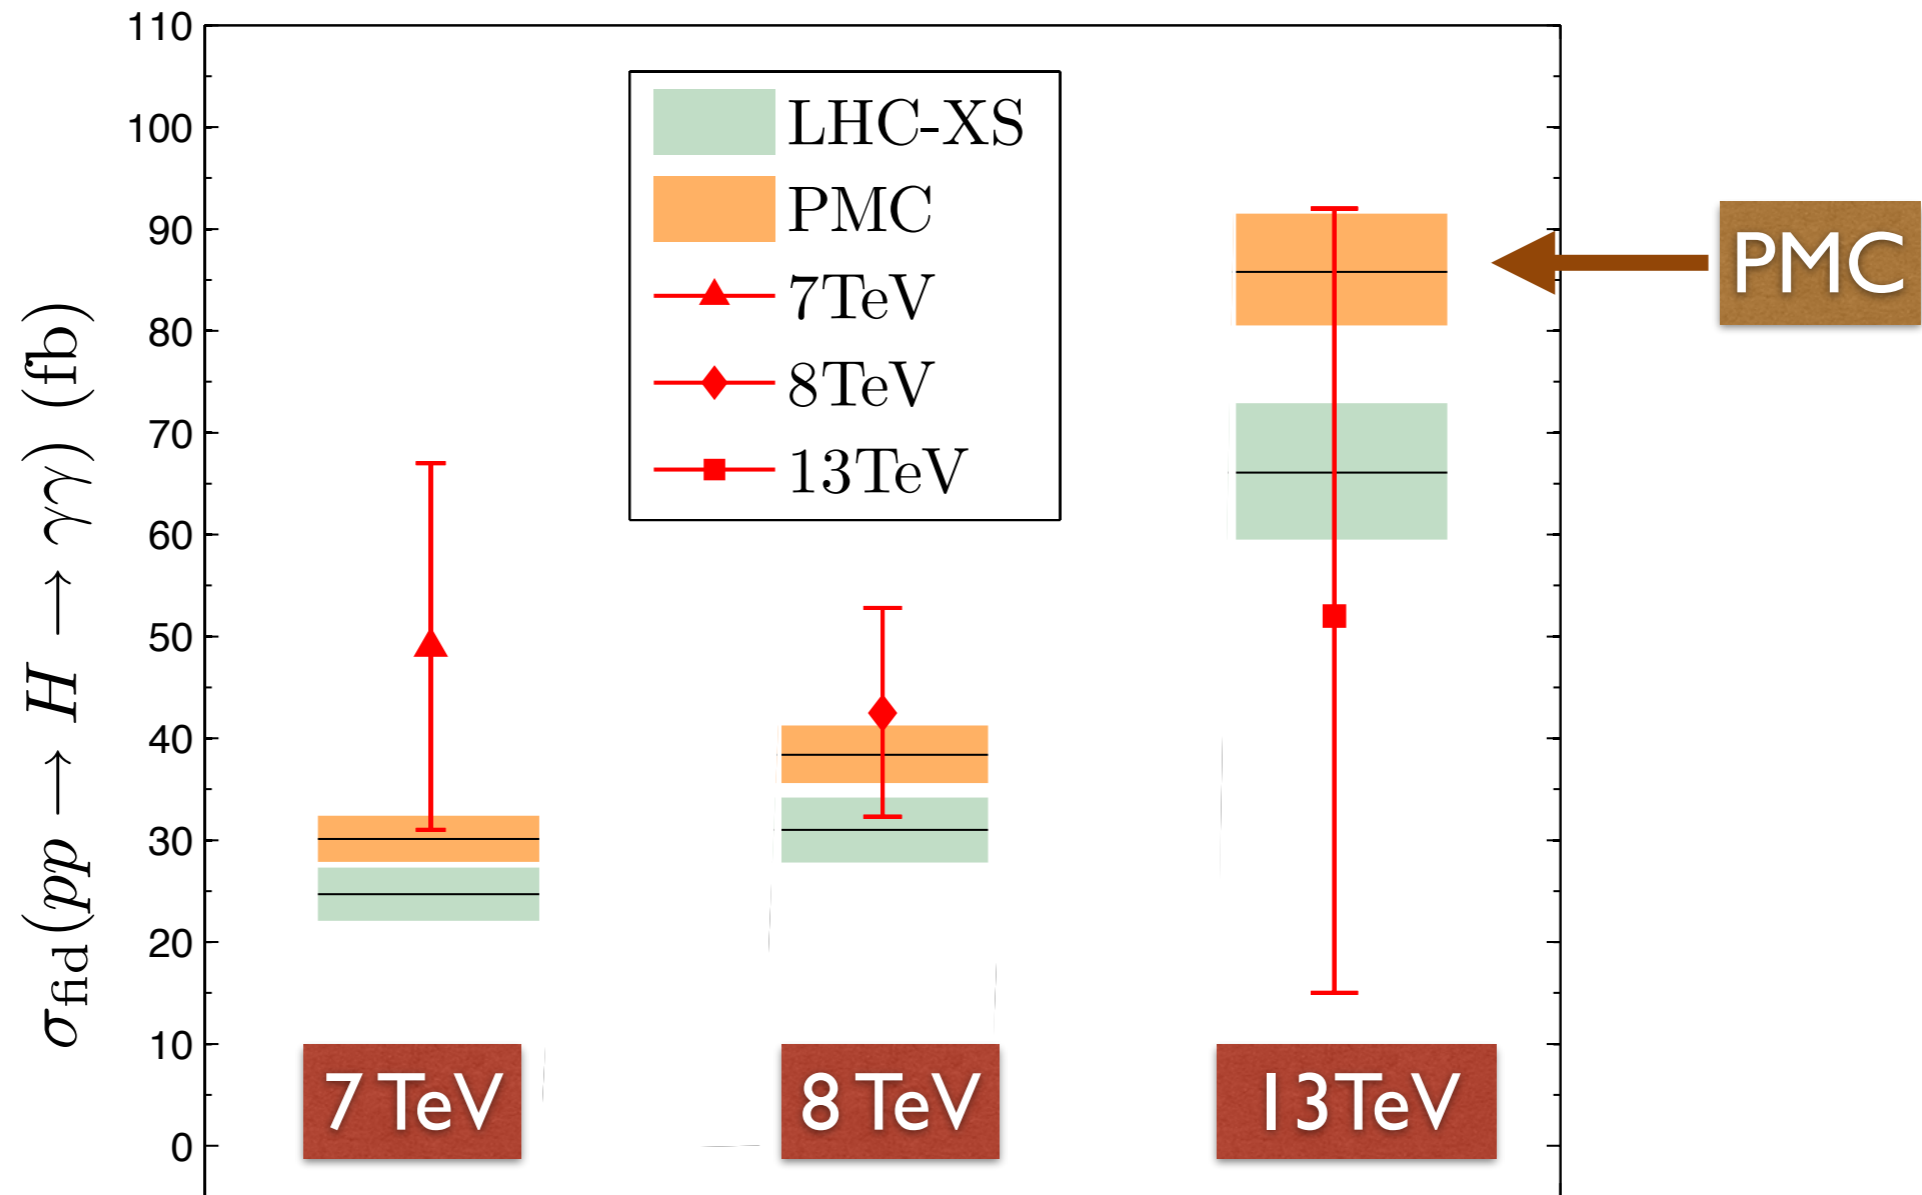 110
100
90
80
70
60
50
40
30
20
10
0
σfid(pp → H → γγ) (fb)
LHC-XS
PMC
7TeV
8TeV
13TeV
PMC
7 TeV
8 TeV
13TeV